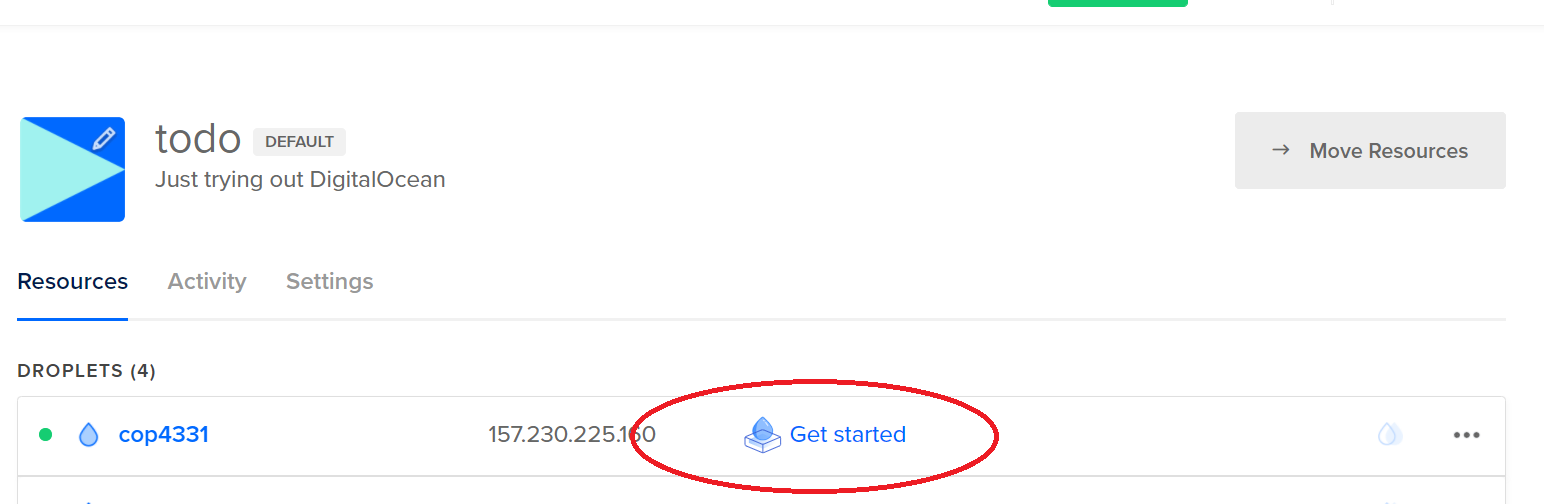 todo DEFAULT
Just trying out DigitalOcean
Move Resources
Resources Activity Settings
DROPLETS (4)
cop4331 157.230.225.160 Get started